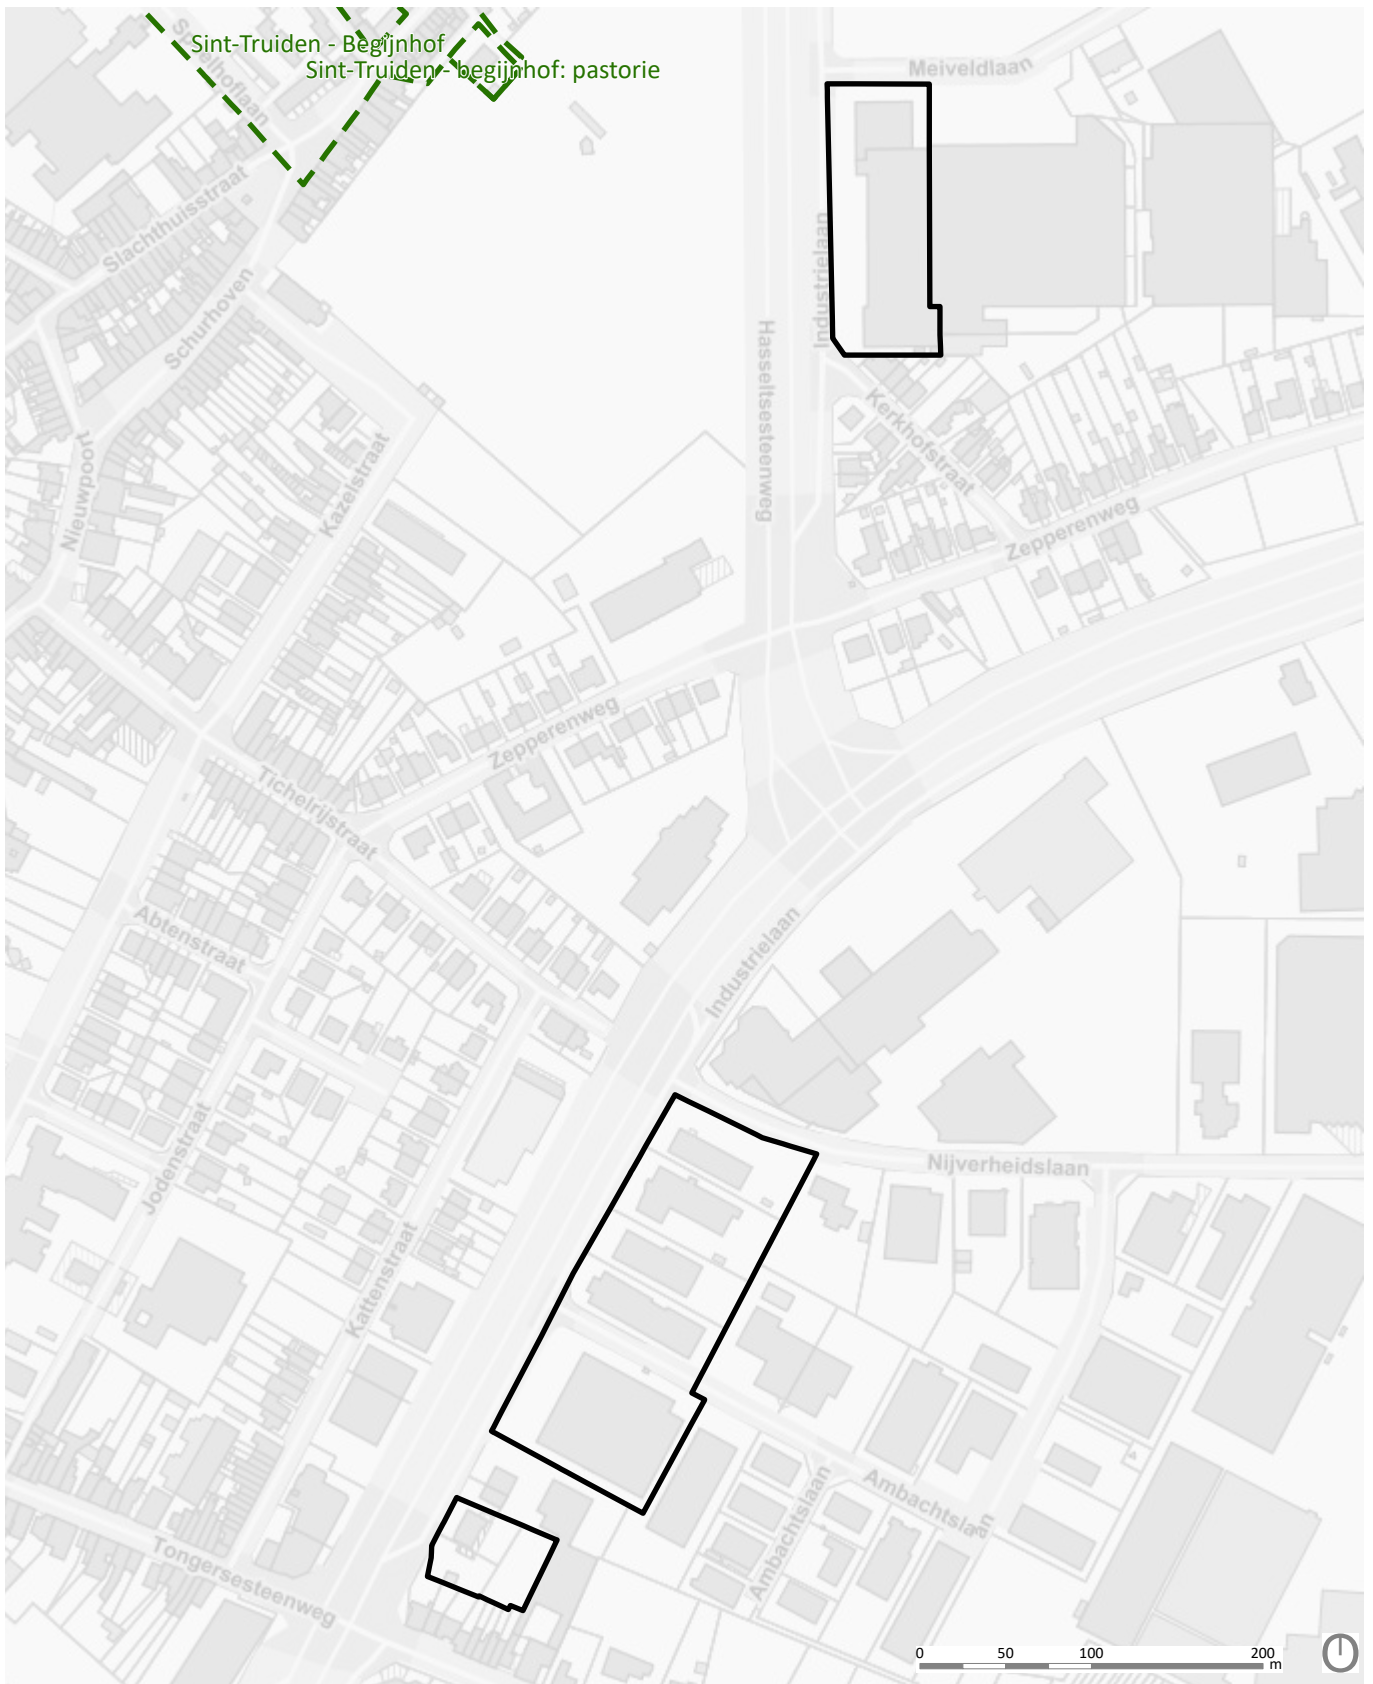 Sint-Truiden - Begijnhof
Sint-Truiden - begijnhof: pastorie
Meiveldlaan
Slachthuisstraat
Schurhoven
Industrielaan
Hasseltsesteenweg
Kerkhofstraat
Nieuwpoort
Kazelstraat
Zepperenweg
Zepperenweg
Tichelrijstraat
Abtenstraat
Industrielaan
Jodenstraat
Nijverheidslaan
Kattenstraat
Ambachtslaan
Ambachtslaan
Tongersesteenweg
0 50 100 200
m